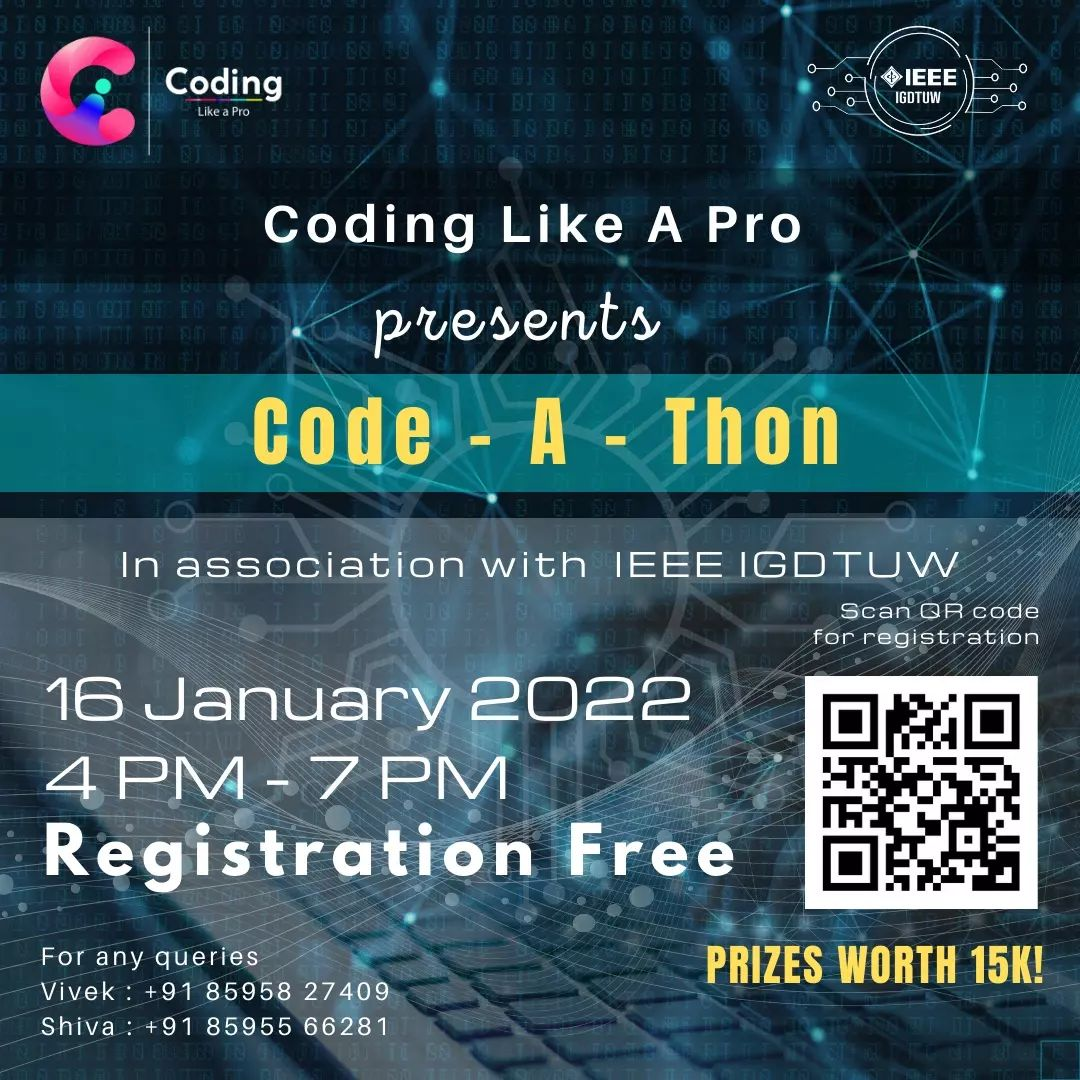 Coding
Like a Pro
IEEE
IGDTUW
Coding Like A Pro
presents
Code - A - Thon
In association with IEEE IGDTUW
Scan QR code
for registration
16 January 2022
4 PM - 7 PM
Registration Free
For any queries
Vivek : +91 85958 27409
Shiva : +91 85955 66281
PRIZES WORTH 15K!